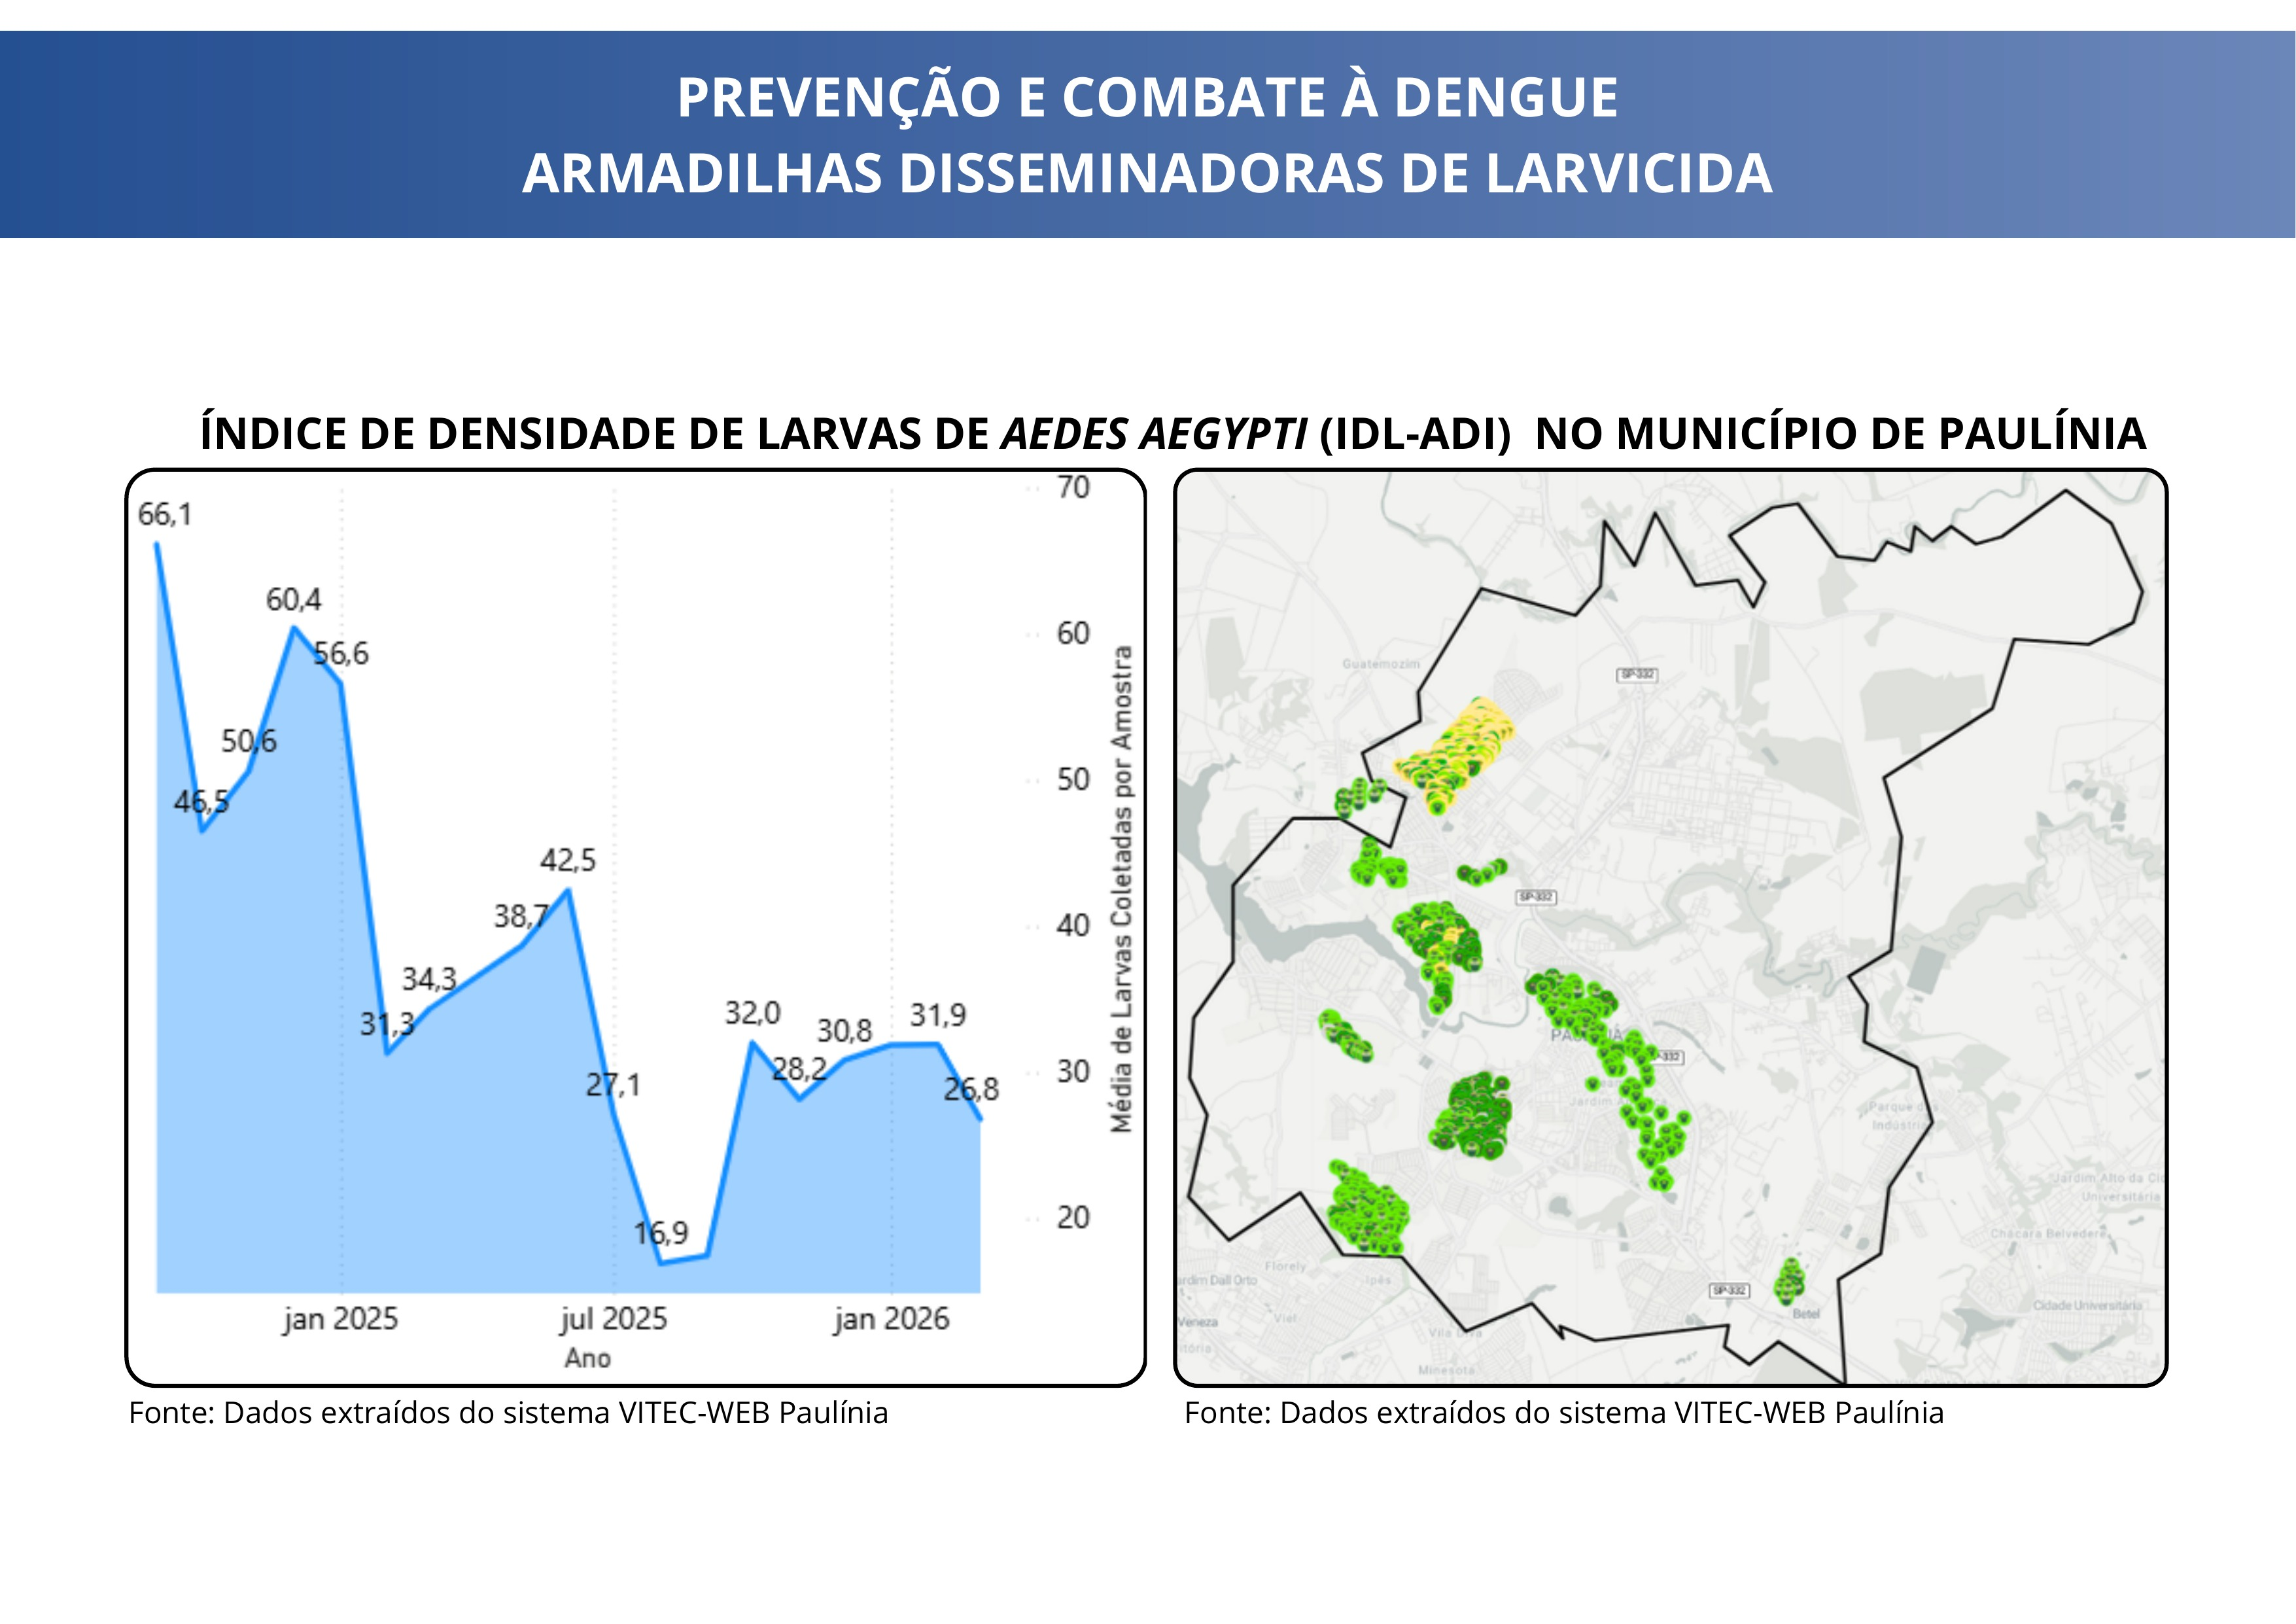 PREVENÇÃO E COMBATE À DENGUE
ARMADILHAS DISSEMINADORAS DE LARVICIDA
ÍNDICE DE DENSIDADE DE LARVAS DE AEDES AEGYPTI (IDL-ADI) NO MUNICÍPIO DE PAULÍNIA
66,1
46,5
50,6
60,4
56,6
31,3
34,3
38,7
42,5
27,1
16,9
32,0
28,2
30,8
31,9
26,8
70
60
50
40
30
20
Média de Larvas Coletadas por Amostra
jan 2025
jul 2025
jan 2026
Ano
Guatemozim
SP-332
SP-332
SP-332
Parque das
Indústrias
Jardim Alto da
Universitária
Chácara Belvedere
Florely
Ipês
Jardim Dall Orto
SP-332
Betel
Cidade Universitária
Veneza
Minesota
Fonte: Dados extraídos do sistema VITEC-WEB Paulínia
Fonte: Dados extraídos do sistema VITEC-WEB Paulínia